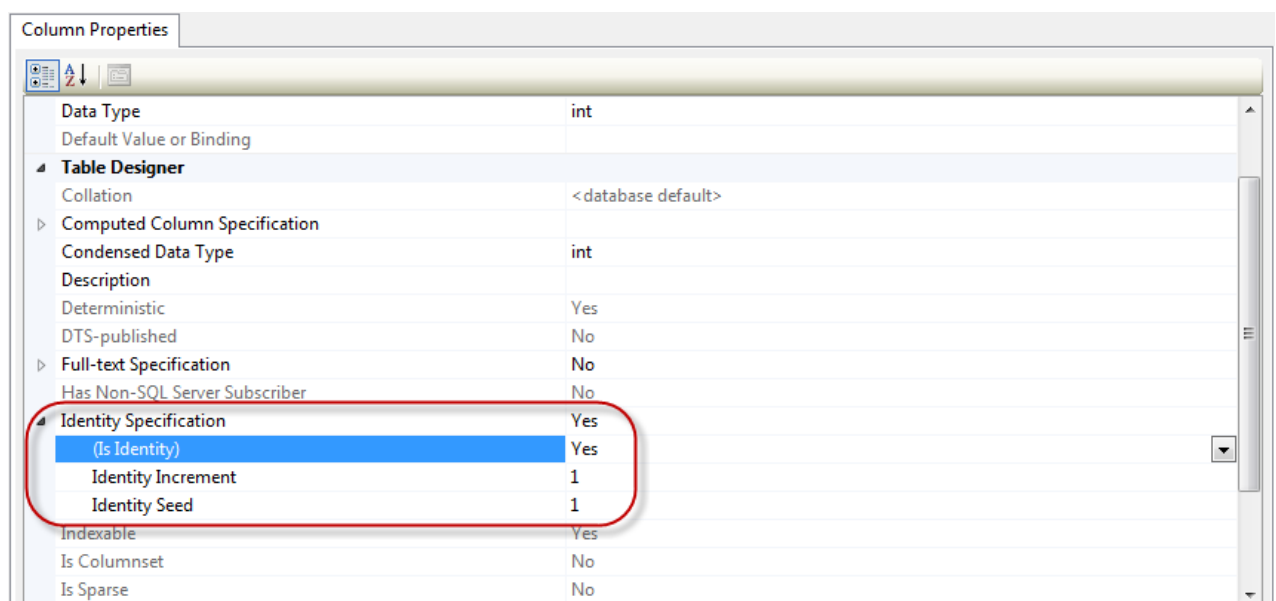 Column Properties
Data Type int
Default Value or Binding
Table Designer
Collation <database default>
Computed Column Specification
Condensed Data Type int
Description
Deterministic Yes
DTS-published No
Full-text Specification No
Has Non-SQL Server Subscriber No
Identity Specification Yes
(Is Identity) Yes
Identity Increment 1
Identity Seed 1
Indexable Yes
Is Columnset No
Is Sparse No